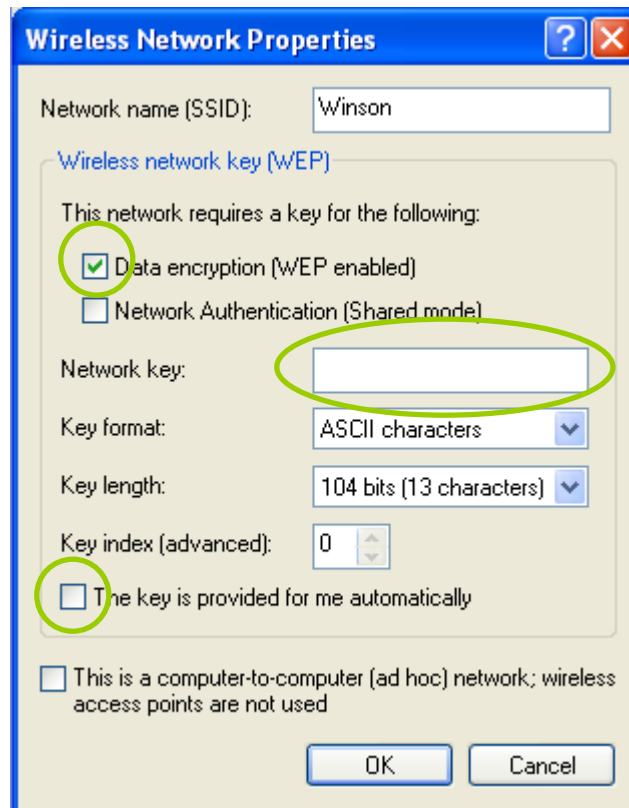 Wireless Network Properties
Network name (SSID): Winson
Wireless network key (WEP)
This network requires a key for the following:
Data encryption (WEP enabled)
Network Authentication (Shared mode)
Network key:
Key format: ASCII characters
Key length: 104 bits (13 characters)
Key index (advanced): 0
The key is provided for me automatically
This is a computer-to-computer (ad hoc) network; wireless
access points are not used
OK Cancel